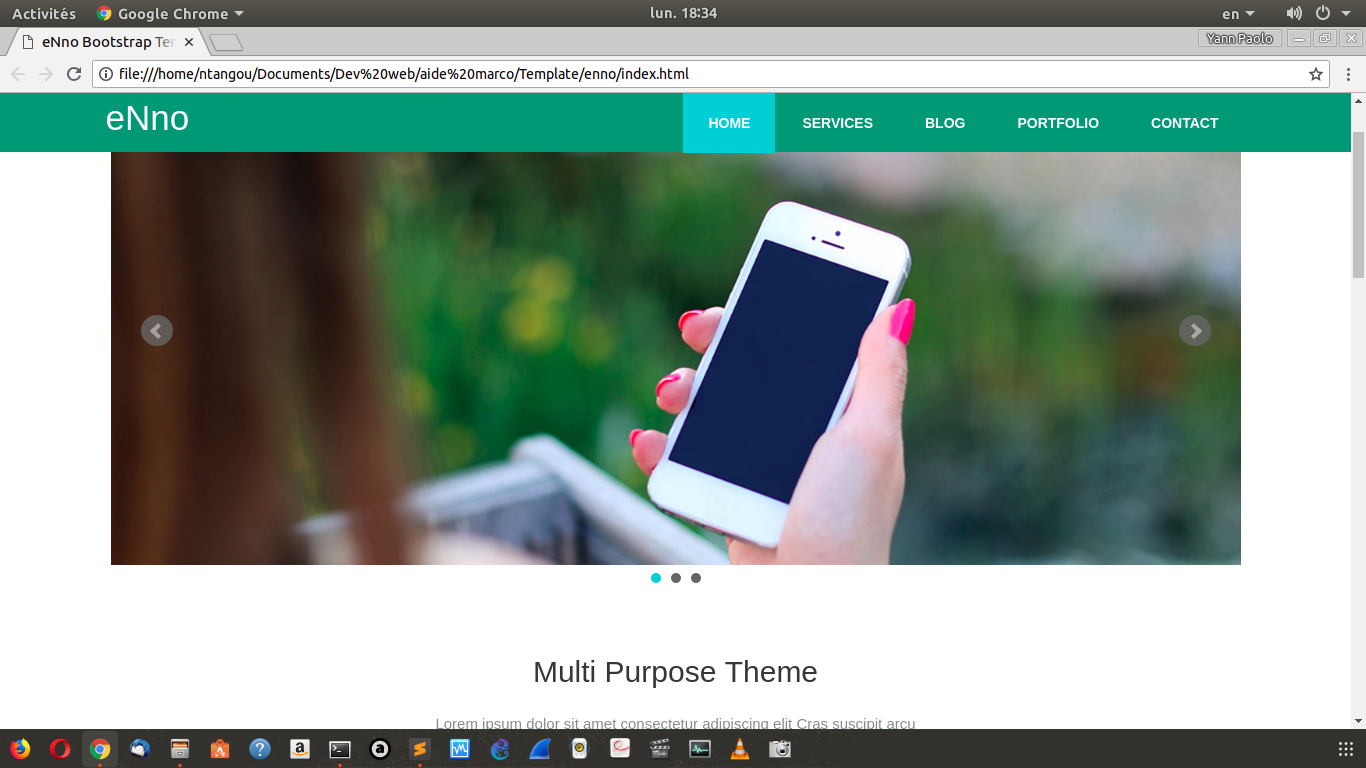 Activités Google Chrome lun. 18:34 en
eNno Bootstrap Ten Yann Paolo
file:///home/ntangou/Documents/Dev%20web/aide%20marco/Template/enno/index.html
eNno HOME SERVICES BLOG PORTFOLIO CONTACT
Multi Purpose Theme
Lorem ipsum dolor sit amet consectetur adipiscing elit Cras suscipit arcu